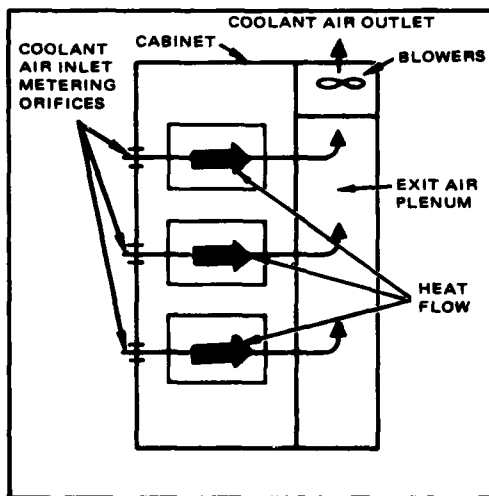 COOLANT AIR OUTLET
CABINET
BLOWERS
COOLANT
AIR INLET
METERING
ORIFICES
EXIT AIR
PLENUM
HEAT
FLOW